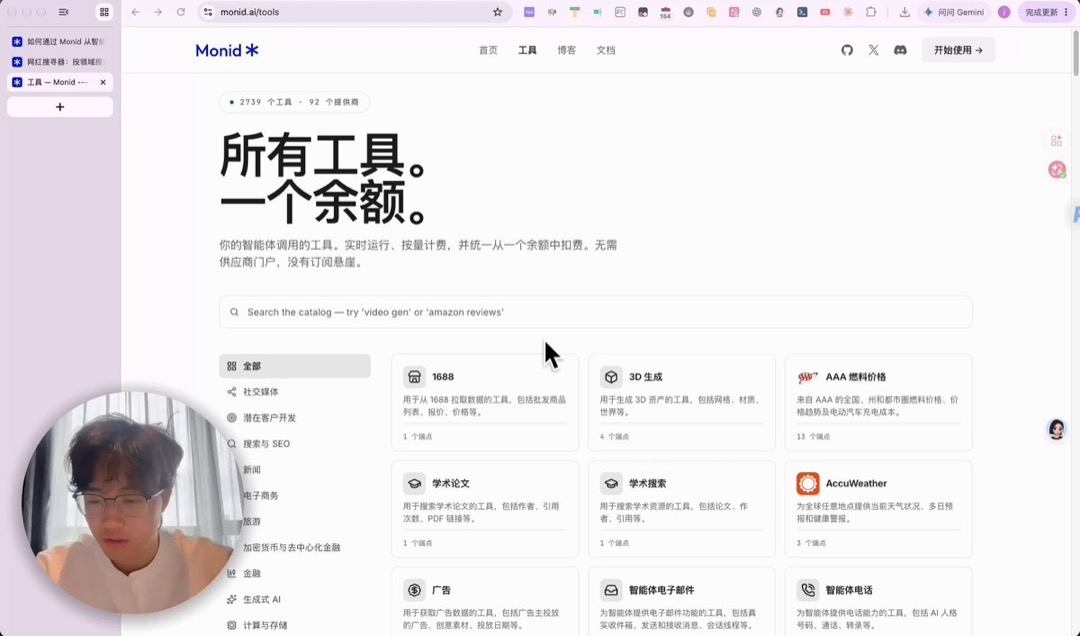 monid.ai/tools
164
问问 Gemini
完成更新
如何通过 Monid 从智能
网红搜寻器：按领域搜
工具 — Monid
+
Monid
首页
工具
博客
文档
开始使用 →
2739 个工具 · 92 个提供商
所有工具。
一个余额。
你的智能体调用的工具。实时运行、按量计费，并统一从一个余额中扣费。无需
供应商门户，没有订阅悬崖。
Search the catalog — try 'video gen' or 'amazon reviews'
全部
社交媒体
潜在客户开发
搜索与 SEO
新闻
电子商务
旅游
加密货币与去中心化金融
金融
生成式 AI
计算与存储
1688
用于从 1688 拉取数据的工具，包括批发商品
列表、报价、价格等。
1 个端点
3D 生成
用于生成 3D 资产的工具，包括网格、材质、
世界等。
4 个端点
AAA 燃料价格
来自 AAA 的全国、州和都市圈燃料价格、价
格趋势及电动汽车充电成本。
13 个端点
学术论文
用于搜索学术论文的工具，包括作者、引用
次数、PDF 链接等。
1 个端点
学术搜索
用于搜索学术资源的工具，包括论文、作
者、引用等。
1 个端点
AccuWeather
为全球任意地点提供当前天气状况、多日预
报和健康警报。
3 个端点
广告
用于获取广告数据的工具，包括广告主投放
的广告、创意素材、投放日期等。
智能体电子邮件
为智能体提供电子邮件功能的工具，包括真
实收件箱、发送和接收消息、会话线程等。
智能体电话
为智能体提供电话能力的工具，包括 AI 人格
号码、通话、转录等。